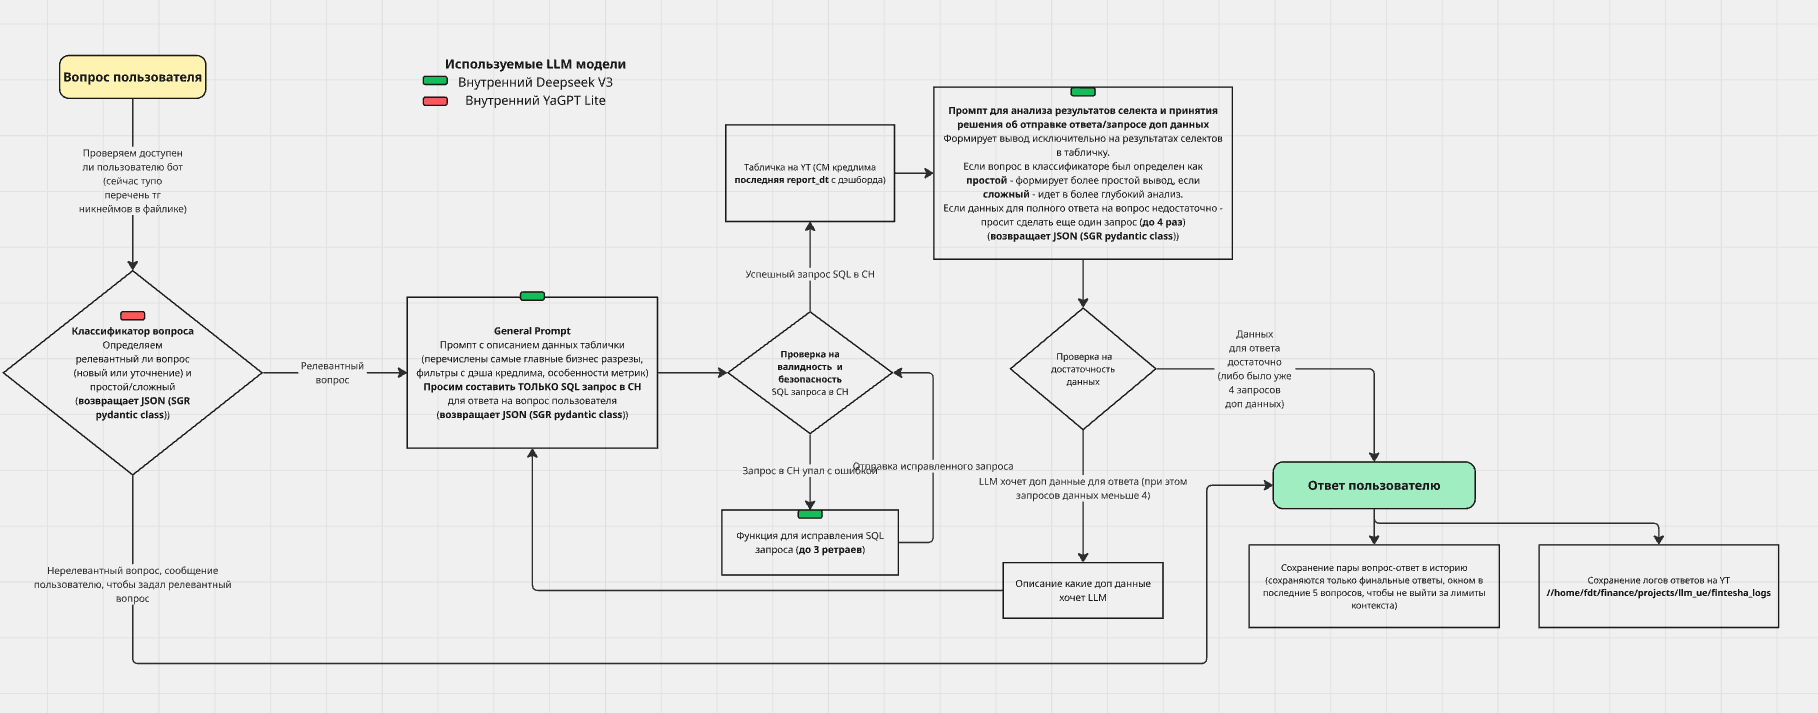 Вопрос пользователя
Проверяем доступен
ли пользователю бот
(сейчас тупо
перечень тг
никнеймов в файлике)
Классификатор вопроса
Определяем
релевантный ли вопрос
(новый или уточнение) и
простой/сложный
(возвращает JSON (SGR
pydantic class))
Нерелевантный вопрос, сообщение
пользователю, чтобы задал релевантный
вопрос
Релевантный
вопрос
Используемые LLM модели
Внутренний Deepseek V3
Внутренний YaGPT Lite
General Prompt
Промпт с описанием данных таблички
(перечислены самые главные бизнес разрезы,
фильтры с дэша кредлима, особенности метрик)
Просим составить ТОЛЬКО SQL запрос в CH
для ответа на вопрос пользователя
(возвращает JSON (SGR pydantic class))
Проверка на
валидность и
безопасность
SQL запроса в CH
Запрос в CH упал с ошибкой
Отправка исправленного запроса
Функция для исправления SQL
запроса (до 3 ретраев)
Успешный запрос SQL в CH
Табличка на YT (СМ кредлима
последняя report_dt с дэшборда)
Промпт для анализа результатов селекта и принятия
решения об отправке ответа/запросе доп данных
Формирует вывод исключительно на результатах селектов
в табличку.
Если вопрос в классификаторе был определен как
простой - формирует более простой вывод, если
сложный - идет в более глубокий анализ.
Если данных для полного ответа на вопрос недостаточно -
просит сделать еще один запрос (до 4 раз)
(возвращает JSON (SGR pydantic class))
Проверка на
достаточность
данных
LLM хочет доп данные для ответа (при этом
запросов данных меньше 4)
Описание какие доп данные
хочет LLM
Данных
для ответа
достаточно
(либо было уже
4 запросов
доп данных)
Ответ пользователю
Сохранение пары вопрос-ответ в историю
(сохраняются только финальные ответы, окном в
последние 5 вопросов, чтобы не выйти за лимиты
контекста)
Сохранение логов ответов на YT
//home/fdt/finance/projects/llm_ue/fintesha_logs